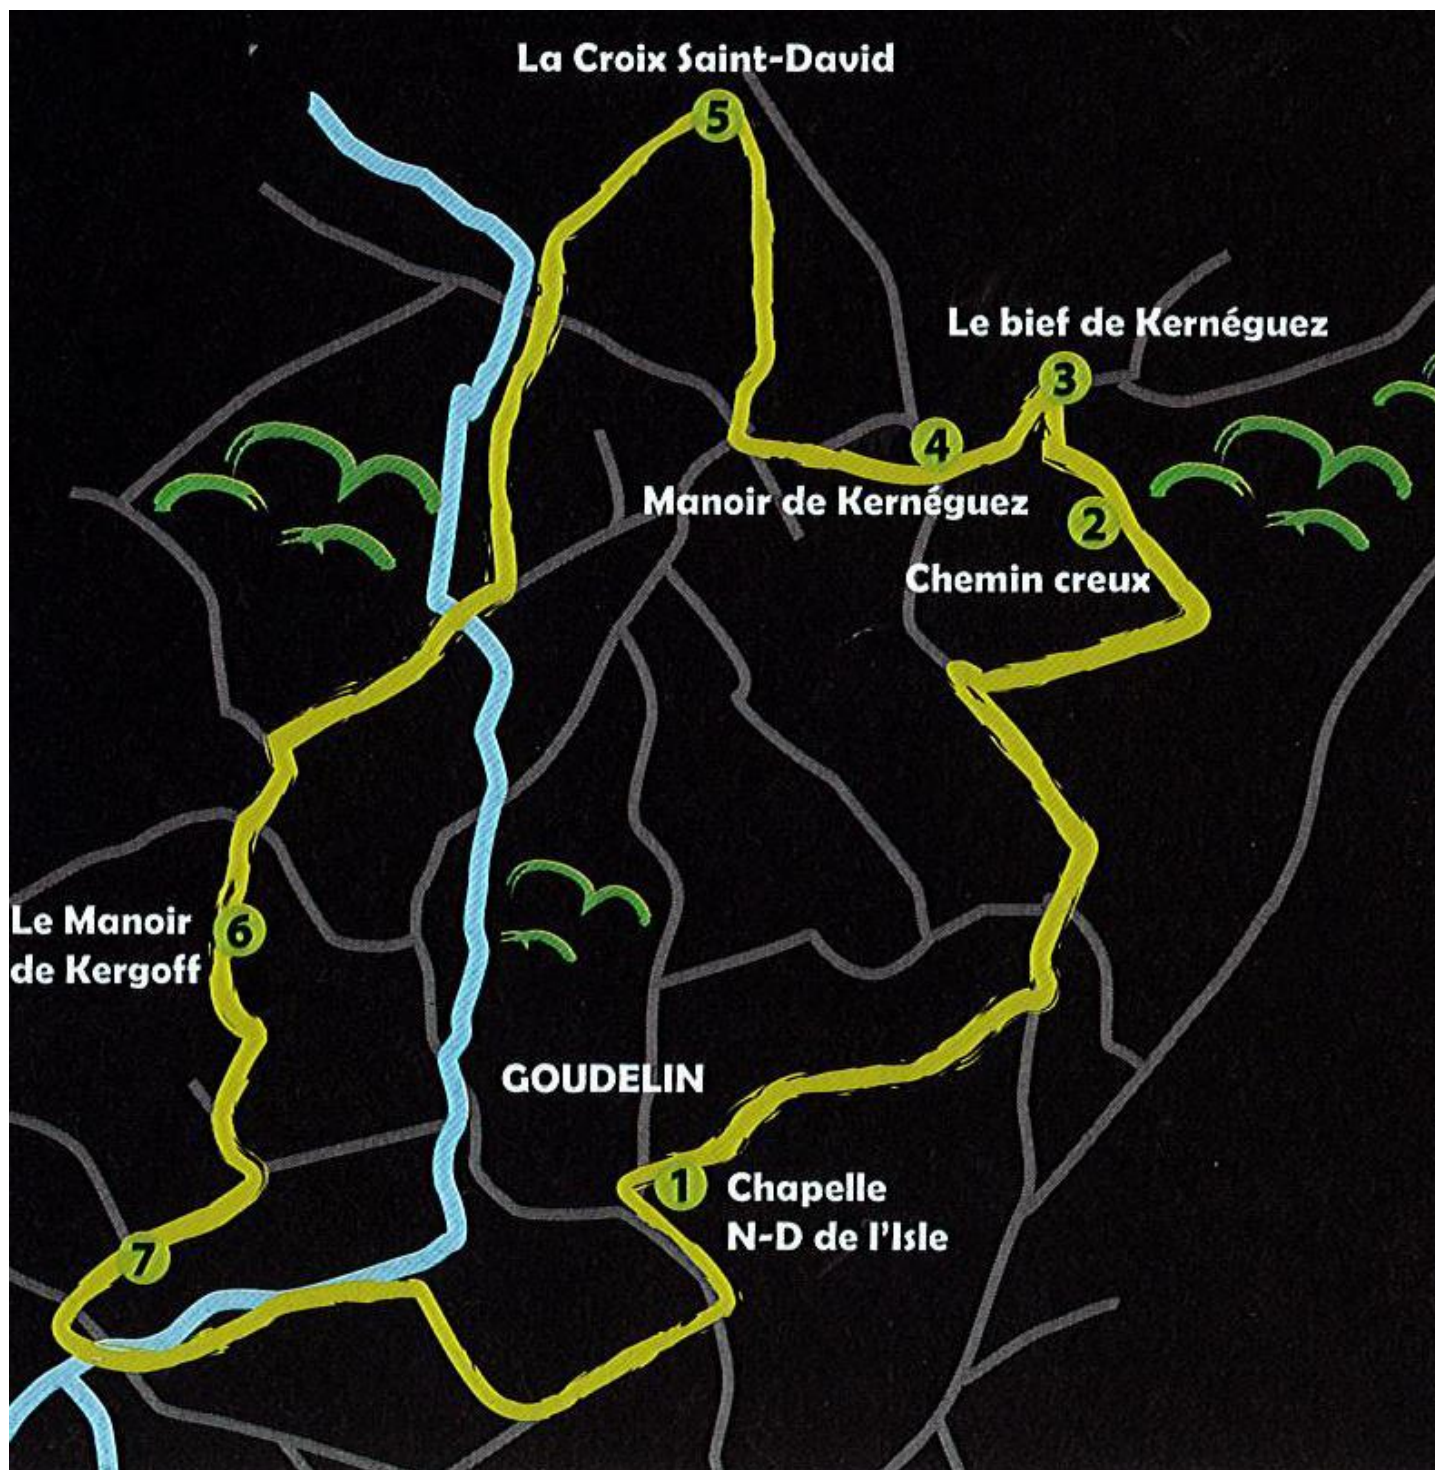 La Croix Saint-David
5
Le bief de Kernéguez
3
4
Manoir de Kernéguez
2
Chemin creux
Le Manoir
de Kergoff
6
GOUDELIN
1
Chapelle
N-D de l'Isle
7